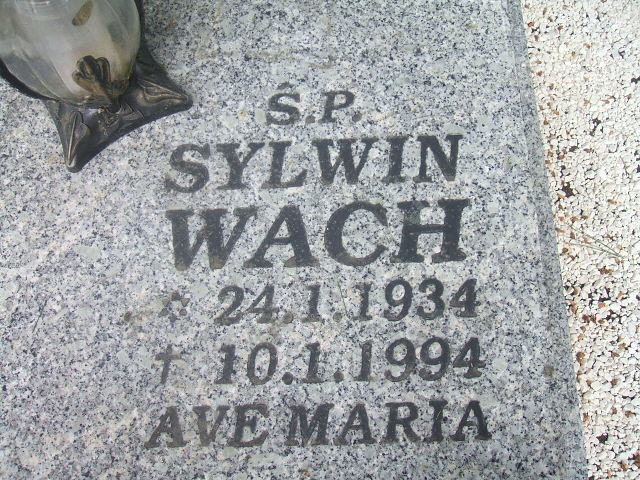 Ś.P.
SYLWIN
WACH
☆ 24.1.1934
† 10.1.1994
AVE MARIA